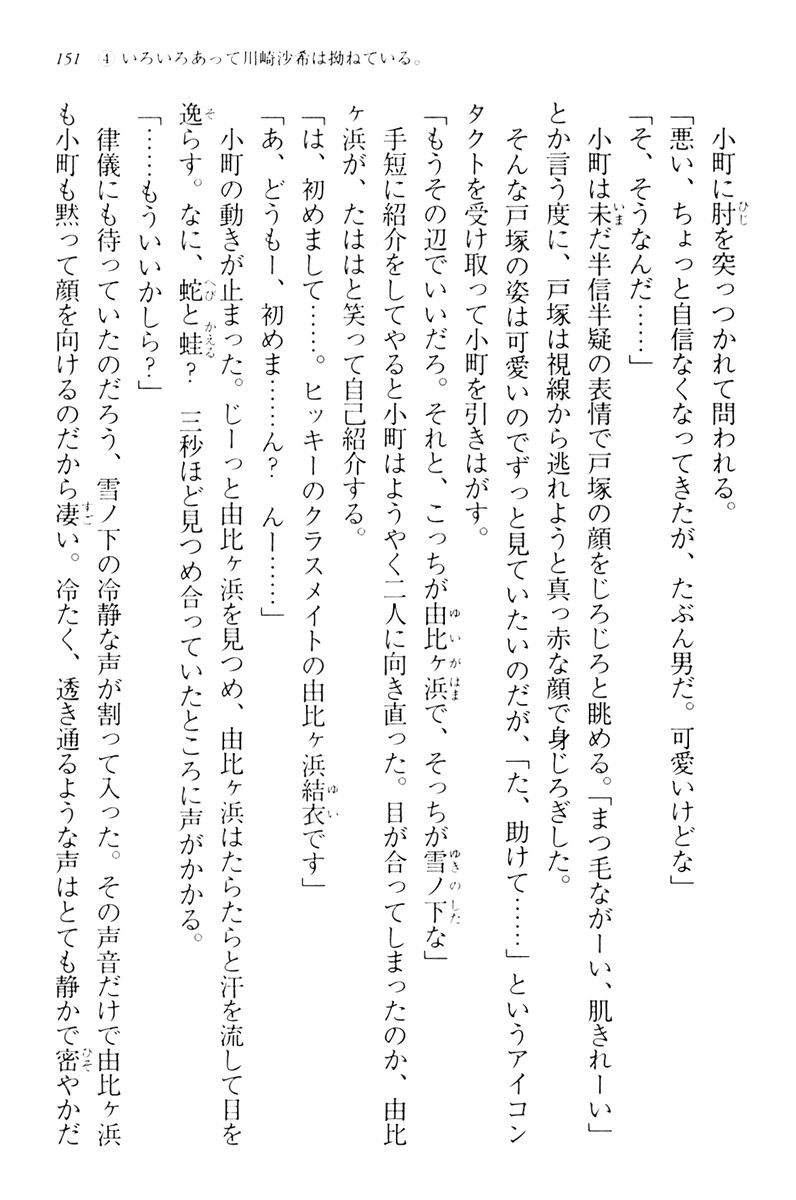 151 ④ いろいろあって川崎沙希は拗ねている。
小町に肘を突っつかれて問われる。
「悪い、ちょっと自信なくなってきたが、たぶん男だ。可愛いけどな」
「そ、そうなんだ……」
小町は未だ半信半疑の表情で戸塚の顔をじろじろと眺める。「まつ毛ながーい、肌きれーい」
とか言う度に、戸塚は視線から逃れようと真っ赤な顔で身じろぎした。
そんな戸塚の姿は可愛いのでずっと見ていたいのだが、「た、助けて……」というアイコン
タクトを受け取って小町を引きはがす。
「もうその辺でいいだろ。それと、こっちが由比ヶ浜で、そっちが雪ノ下な」
手短に紹介をしてやると小町はようやく二人に向き直った。目が合ってしまったのか、由比
ヶ浜が、たははと笑って自己紹介する。
「は、初めまして……。ヒッキーのクラスメイトの由比ヶ浜結衣です」
「あ、どうもー、初めま……ん? んー……」
小町の動きが止まった。じーっと由比ヶ浜を見つめ、由比ヶ浜はたらたらと汗を流して目を
逸らす。なに、蛇と蛙? 三秒ほど見つめ合っていたところに声がかかる。
「……もういいかしら?」
律儀にも待っていたのだろう、雪ノ下の冷静な声が割って入った。その声音だけで由比ヶ浜
も小町も黙って顔を向けるのだから凄い。冷たく、透き通るような声はとても静かで密やかだ